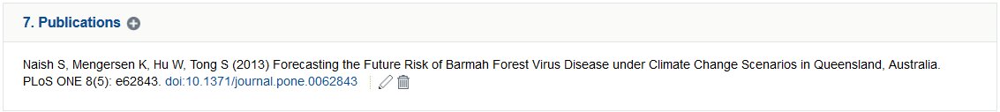 7. Publications
Naish S, Mengersen K, Hu W, Tong S (2013) Forecasting the Future Risk of Barmah Forest Virus Disease under Climate Change Scenarios in Queensland, Australia.
PLoS ONE 8(5): e62843. doi:10.1371/journal.pone.0062843